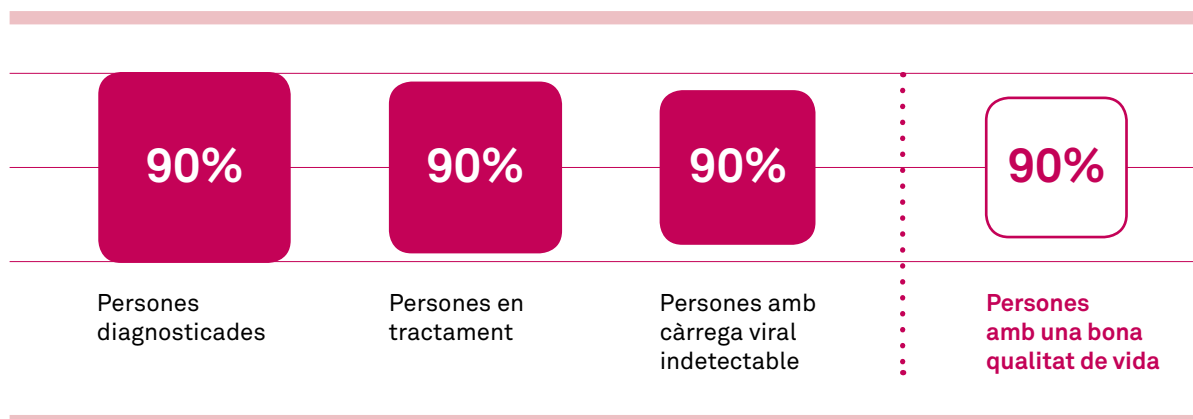 90%
90%
90%
90%
Persones
diagnosticades
Persones en
tractament
Persones amb
càrrega viral
indetectable
Persones
amb una bona
qualitat de vida